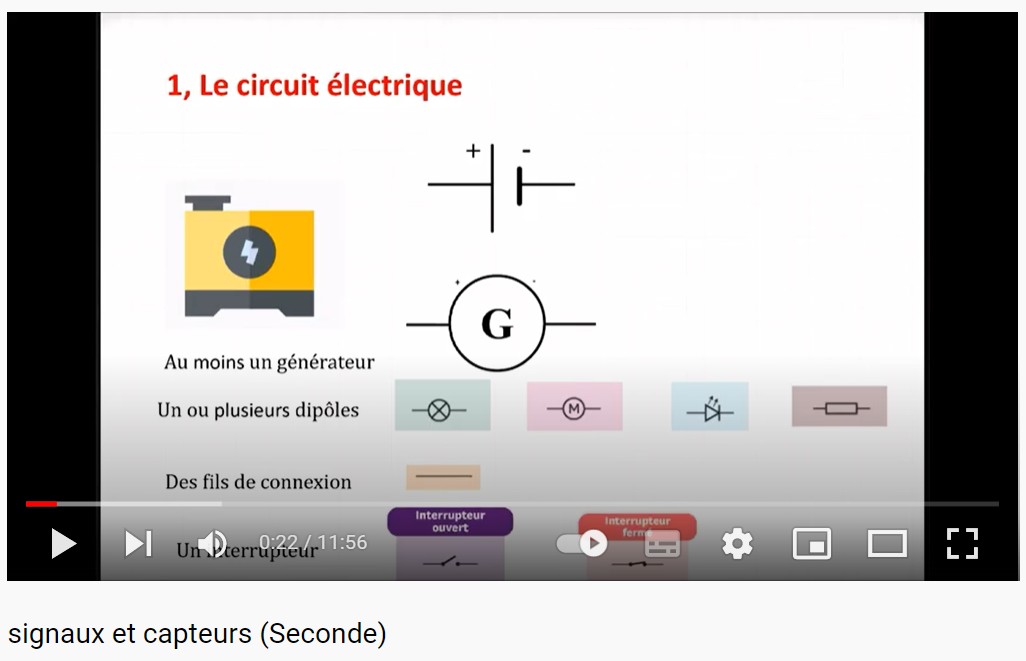 1, Le circuit électrique
+ -
+ -
G
Au moins un générateur
Un ou plusieurs dipôles
M
Des fils de connexion
Interrupteur
ouvert
Interrupteur
fermé
Un interrupteur
0:22 / 11:56
signaux et capteurs (Seconde)